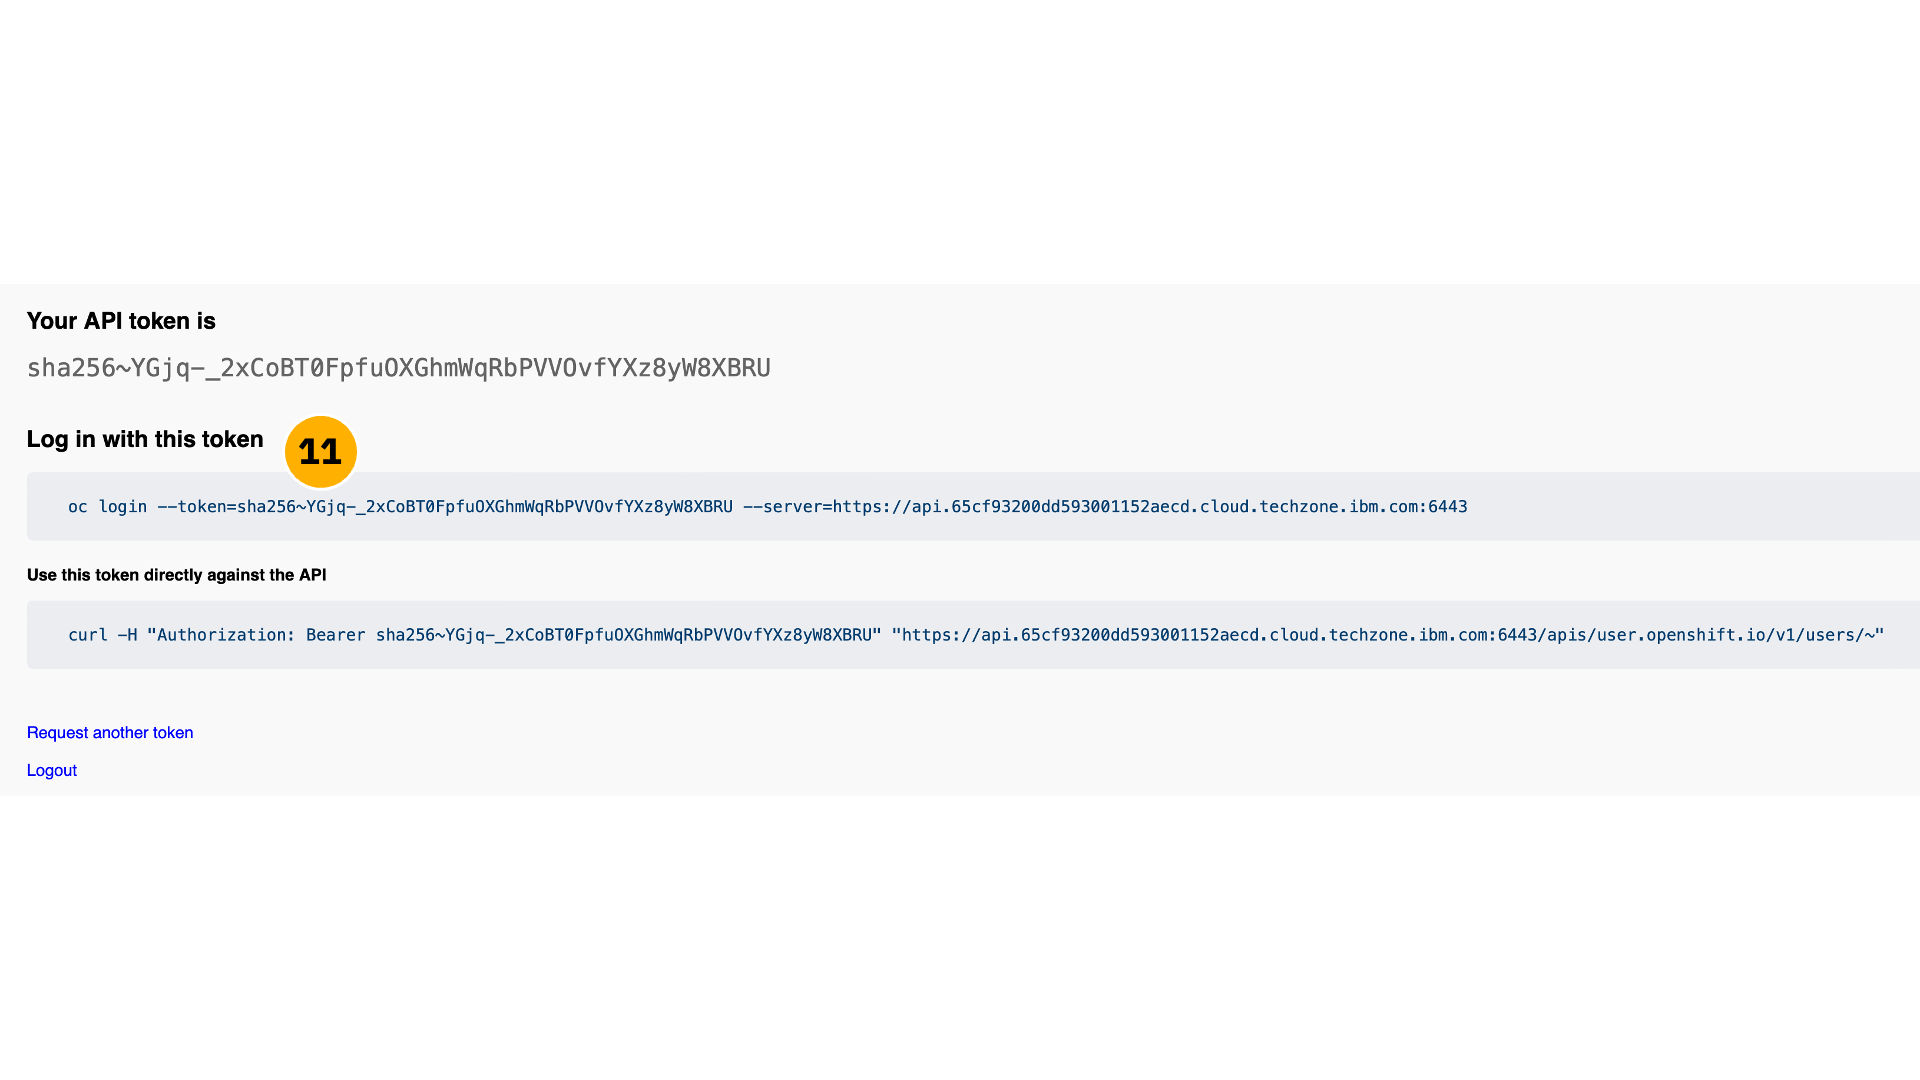 Your API token is
sha256~YGjq-_2xCoBT0FpfuOXGhmWqRbPVVOvfYXz8yW8XBRU
Log in with this token
11
oc login --token=sha256~YGjq-_2xCoBT0FpfuOXGhmWqRbPVVOvfYXz8yW8XBRU --server=https://api.65cf93200dd593001152aecd.cloud.techzone.ibm.com:6443
Use this token directly against the API
curl -H "Authorization: Bearer sha256~YGjq-_2xCoBT0FpfuOXGhmWqRbPVVOvfYXz8yW8XBRU" "https://api.65cf93200dd593001152aecd.cloud.techzone.ibm.com:6443/apis/user.openshift.io/v1/users/~"
Request another token
Logout